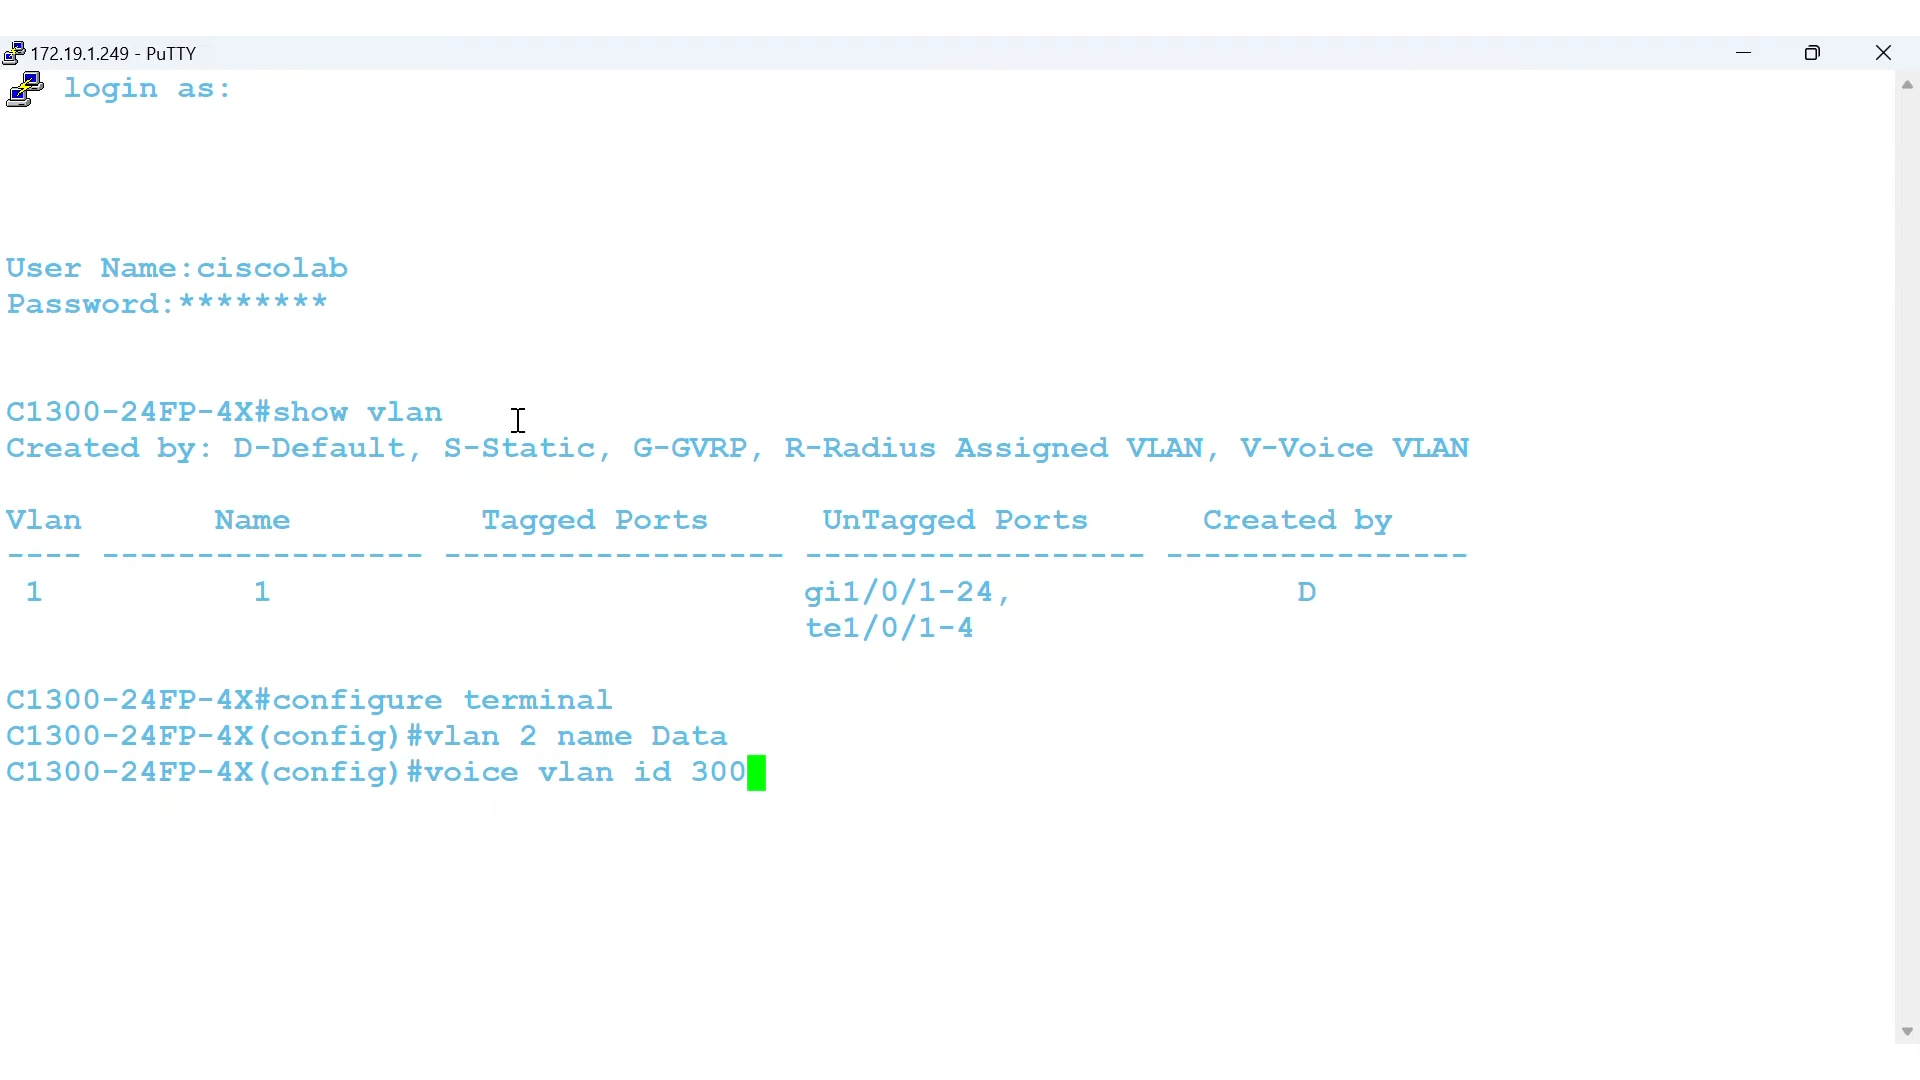 172.19.1.249 - PuTTY
login as:
User Name:ciscolab
Password:********
C1300-24FP-4X#show vlan
Created by: D-Default, S-Static, G-GVRP, R-Radius Assigned VLAN, V-Voice VLAN
Vlan Name Tagged Ports UnTagged Ports Created by
---- ----------------- ------------------ ------------------ ----------------
1 1 gi1/0/1-24, D
te1/0/1-4
C1300-24FP-4X#configure terminal
C1300-24FP-4X(config)#vlan 2 name Data
C1300-24FP-4X(config)#voice vlan id 300